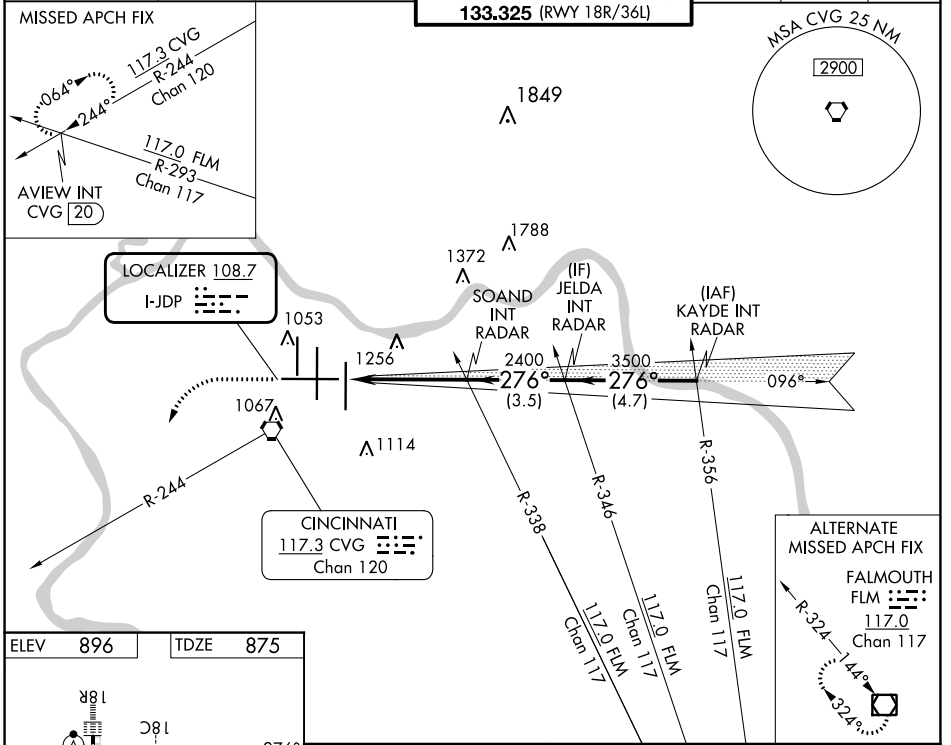 133.325 (RWY 18R/36L)
MISSED APCH FIX
117.3 CVG
R-244
Chan 120
064°
244°
117.0 FLM
R-293
Chan 117
AVIEW INT
CVG 20
MSA CVG 25 NM
2900
1849
1788
1372
LOCALIZER 108.7
I-JDP
1053
1256
SOAND
INT
RADAR
(IF)
JELDA
INT
RADAR
(IAF)
KAYDE INT
RADAR
2400
276°
(3.5)
3500
276°
(4.7)
096°
1067
1114
R-244
CINCINNATI
117.3 CVG
Chan 120
R-338
117.0 FLM
Chan 117
R-346
117.0 FLM
Chan 117
R-356
117.0 FLM
Chan 117
ALTERNATE
MISSED APCH FIX
FALMOUTH
FLM
117.0
Chan 117
R-324
144°
324°
ELEV 896
TDZE 875
18R
18C
A